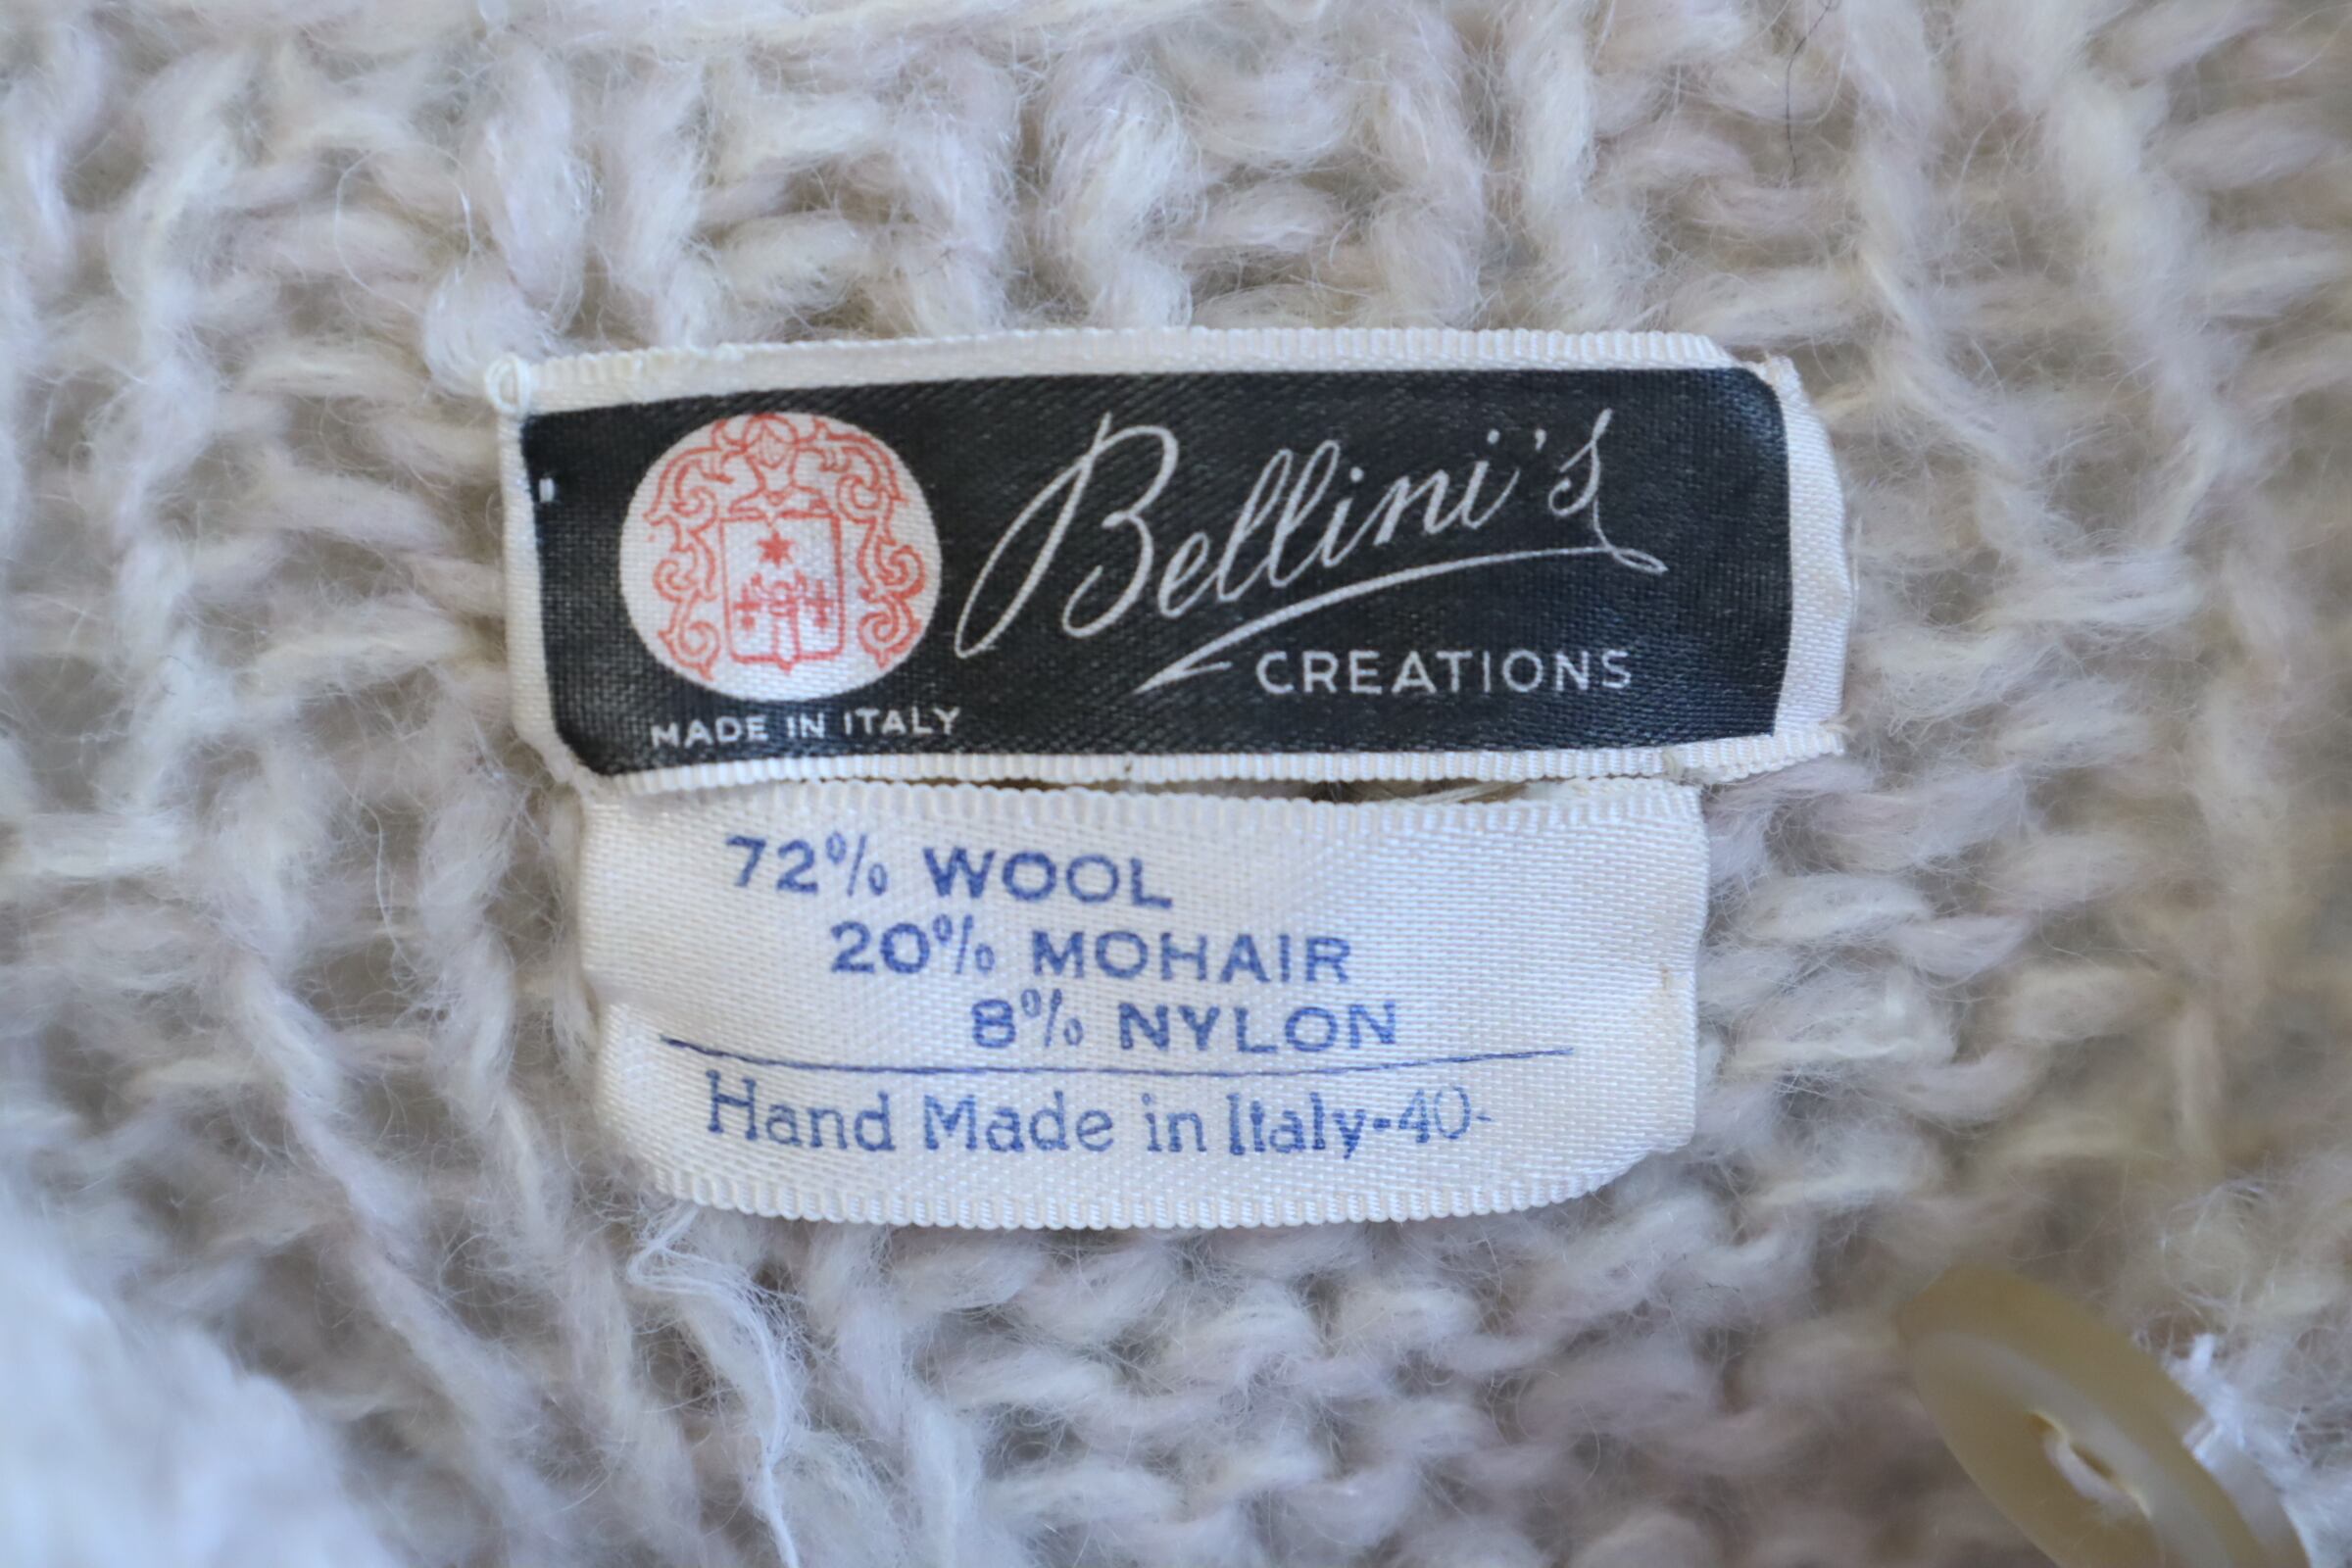 Bellini's
CREATIONS
MADE IN ITALY
72% WOOL
20% MOHAIR
8% NYLON
Hand Made in Italy-40-